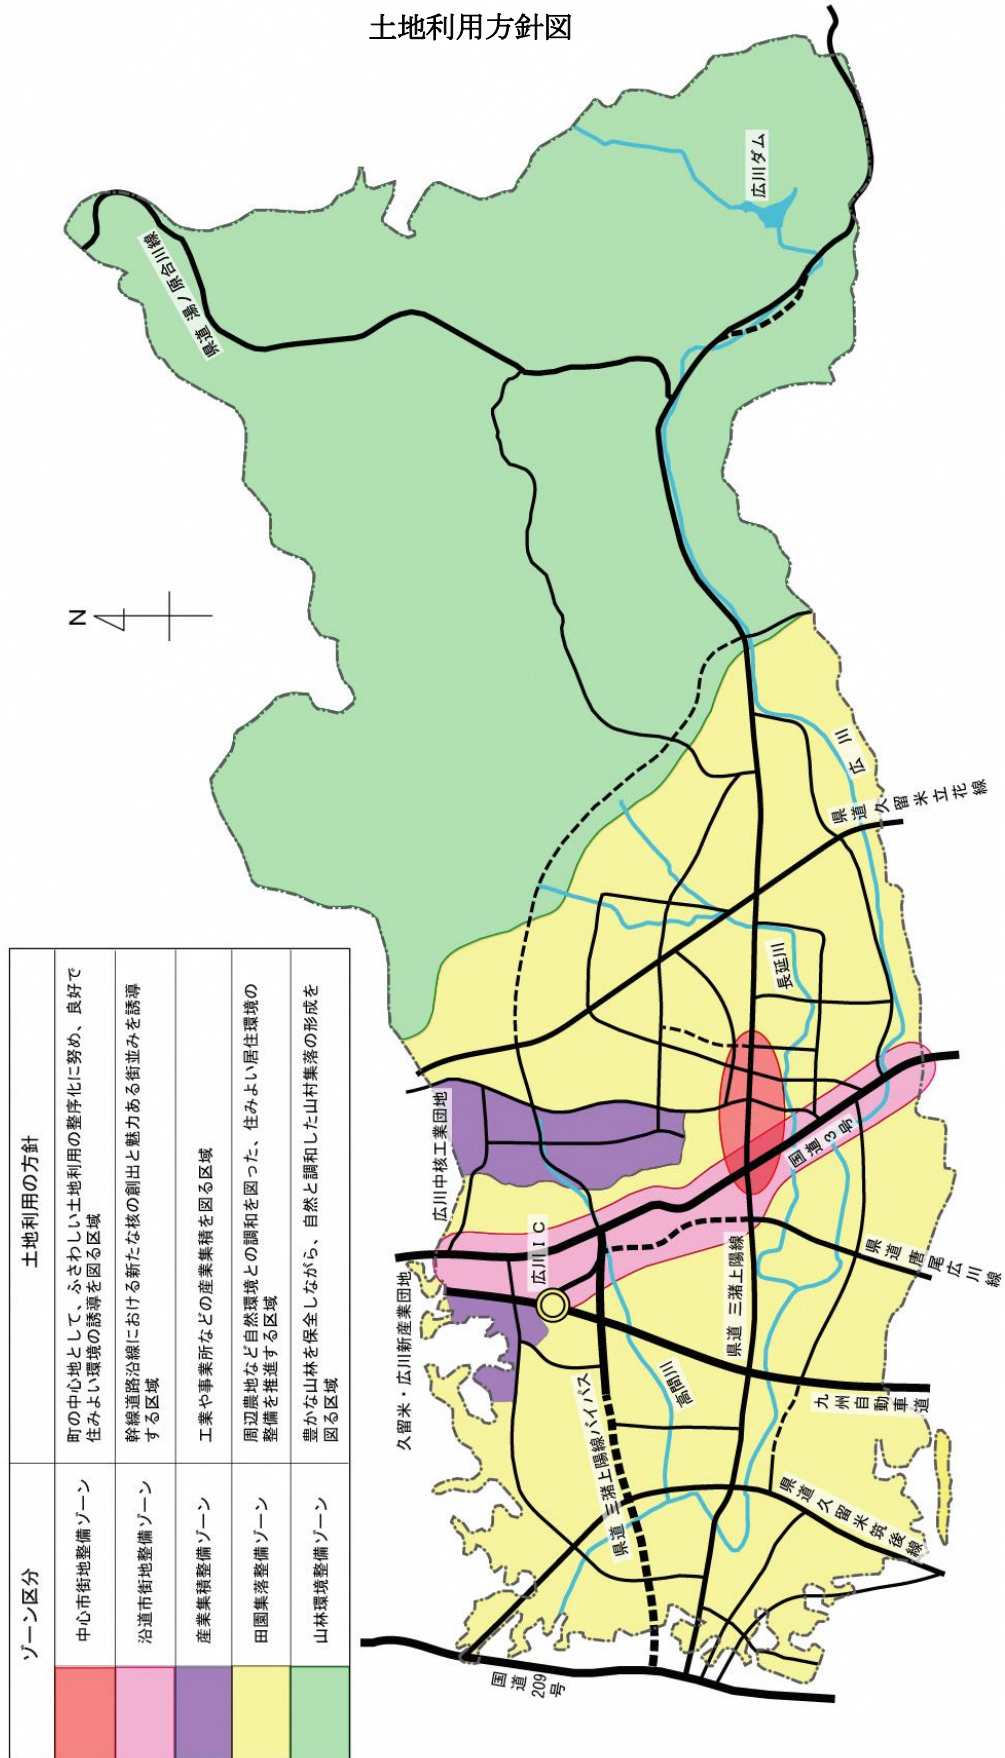 土地利用方針図
ゾーン区分
土地利用の方針
中心市街地整備ゾーン
町の中心地として、ふさわしい土地利用の整序化に努め、良好で
住みよい環境の誘導を図る区域
沿道市街地整備ゾーン
幹線道路沿線における新たな核の創出と魅力ある街並みを誘導
する区域
産業集積整備ゾーン
工業や事業所などの産業集積を図る区域
田園集落整備ゾーン
周辺農地など自然環境との調和を図った、住みよい居住環境の
整備を推進する区域
山林環境整備ゾーン
豊かな山林を保全しながら、自然と調和した山村集落の形成を
図る区域
N
県道 湯ノ原合川線
広川ダム
広川
県道久留米立花線
長延川
広川中核工業団地
国道3号
広川IC
県道 三潴上陽線
県道唐尾広川線
久留米・広川新産業団地
高間川
九州自動車道
県道 三潴上陽線バイパス
県道久留米筑後線
国道209号